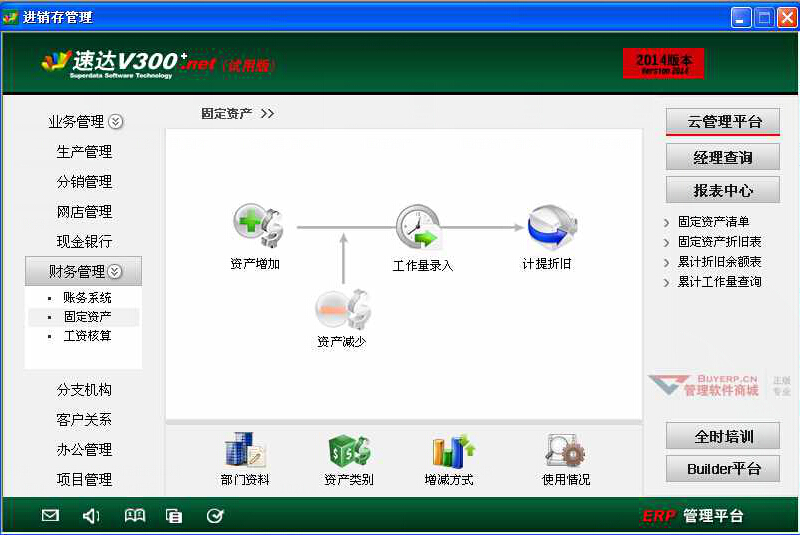 进销存管理
速达V300+.net (试用版)
Superdata Software Technology
2014版本
Version 2014
固定资产 >>
业务管理
生产管理
分销管理
网店管理
现金银行
财务管理
账务系统
固定资产
工资核算
分支机构
客户关系
办公管理
项目管理
资产增加
工作量录入
计提折旧
资产减少
部门资料
资产类别
增减方式
使用情况
云管理平台
经理查询
报表中心
固定资产清单
固定资产折旧表
累计折旧余额表
累计工作量查询
BUYERP.CN
管理软件商城
正版
专业
全时培训
Builder平台
ERP 管理平台